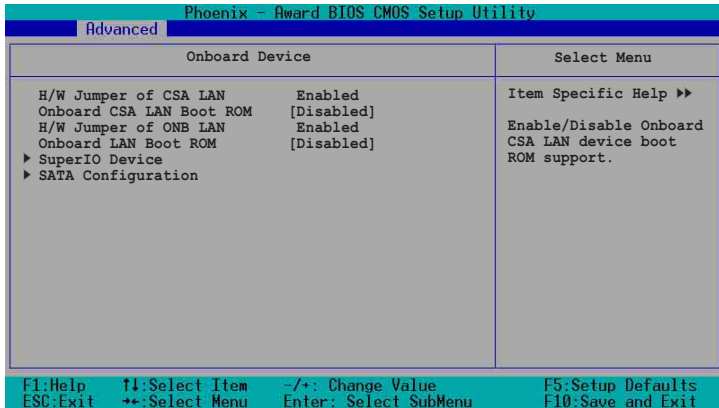 Phoenix - Award BIOS CMOS Setup Utility
Advanced
Onboard Device
Select Menu
H/W Jumper of CSA LAN Enabled
Onboard CSA LAN Boot ROM [Disabled]
H/W Jumper of ONB LAN Enabled
Onboard LAN Boot ROM [Disabled]
▶ SuperIO Device
▶ SATA Configuration
Item Specific Help ▶▶
Enable/Disable Onboard
CSA LAN device boot
ROM support.
F1:Help ↑↓:Select Item -/+: Change Value F5:Setup Defaults
ESC:Exit →←:Select Menu Enter: Select SubMenu F10:Save and Exit